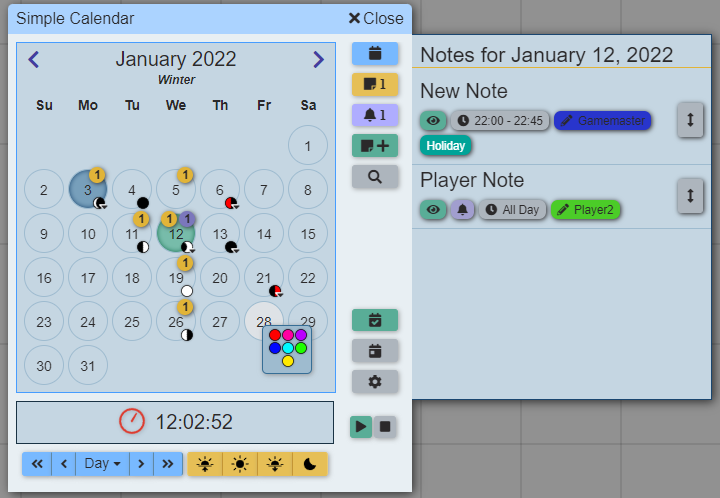 Simple Calendar
Close
January 2022
Winter
Su Mo Tu We Th Fr Sa
1
2 3 1 4 5 1 6 7 8
9 10 11 1 12 1 1 13 14 15
16 17 18 19 1 20 21 22
23 24 25 26 1 27 28 29
30 31
12:02:52
Day
1
1
Notes for January 12, 2022
New Note
22:00 - 22:45 Gamemaster
Holiday
Player Note
All Day Player2